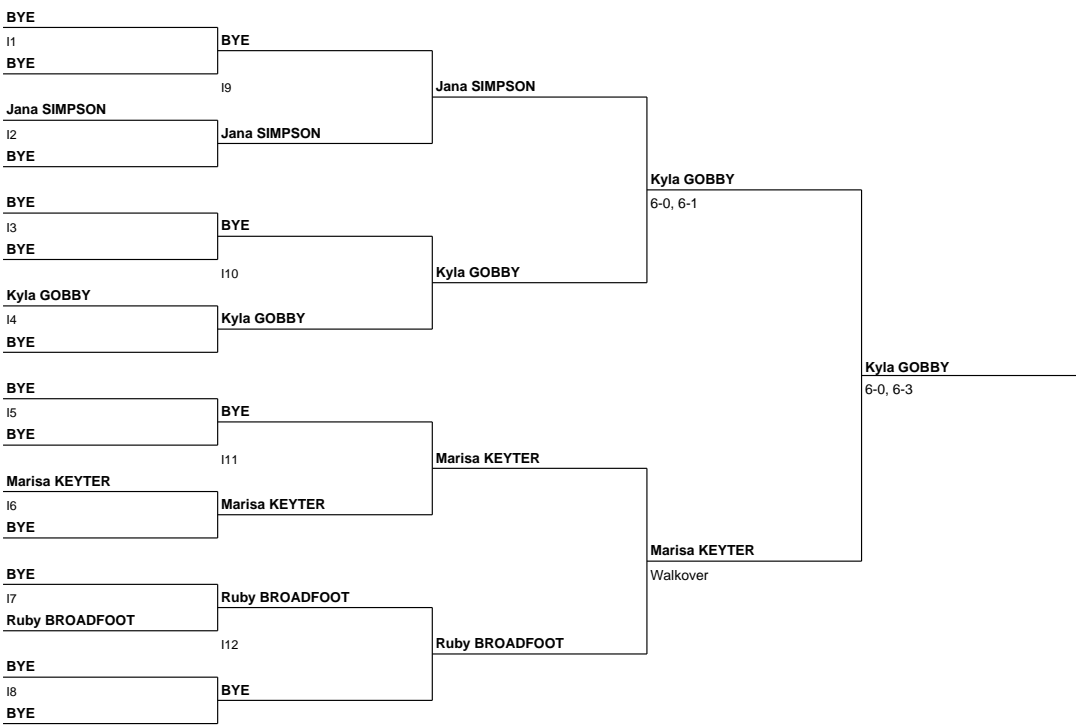 BYE
I1
BYE
BYE
I9
Jana SIMPSON
Jana SIMPSON
I2
Jana SIMPSON
BYE
Kyla GOBBY
6-0, 6-1
BYE
I3
BYE
BYE
I10
Kyla GOBBY
Kyla GOBBY
I4
Kyla GOBBY
BYE
Kyla GOBBY
6-0, 6-3
BYE
I5
BYE
BYE
I11
Marisa KEYTER
Marisa KEYTER
I6
Marisa KEYTER
BYE
Marisa KEYTER
Walkover
BYE
I7
Ruby BROADFOOT
Ruby BROADFOOT
I12
Ruby BROADFOOT
BYE
I8
BYE
BYE